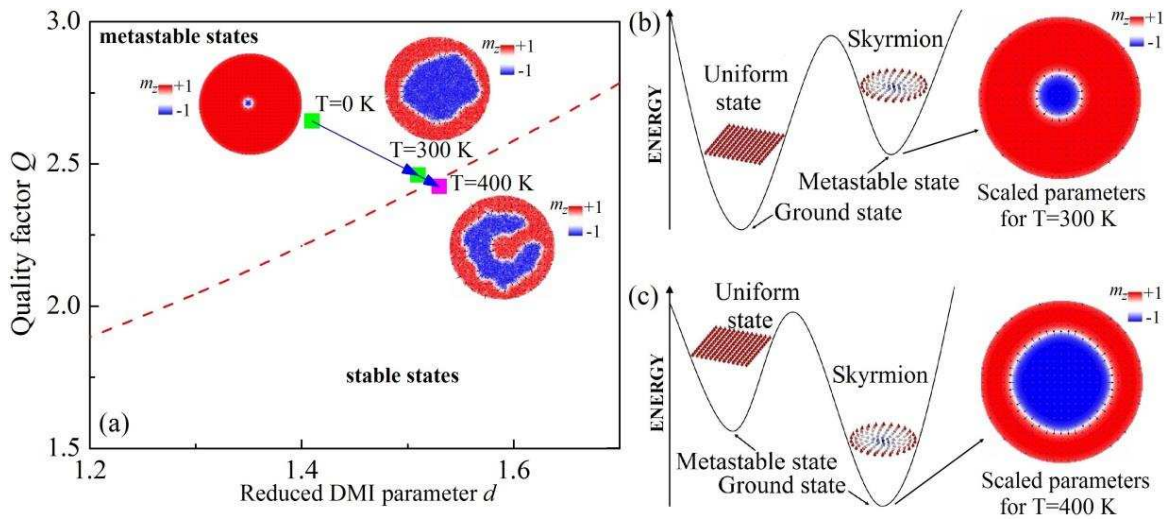 3.0
2.5
2.0
1.5
Quality factor Q
metastable states
m_z +1
-1
T=0 K
m_z +1
-1
T=300 K
T=400 K
m_z +1
-1
stable states
(a)
1.2
1.4
1.6
Reduced DMI parameter d
(b)
ENERGY
Uniform
state
Skyrmion
m_z +1
-1
Metastable state
Ground state
Scaled parameters
for T=300 K
(c)
ENERGY
Uniform
state
Skyrmion
m_z +1
-1
Metastable state
Ground state
Scaled parameters
for T=400 K